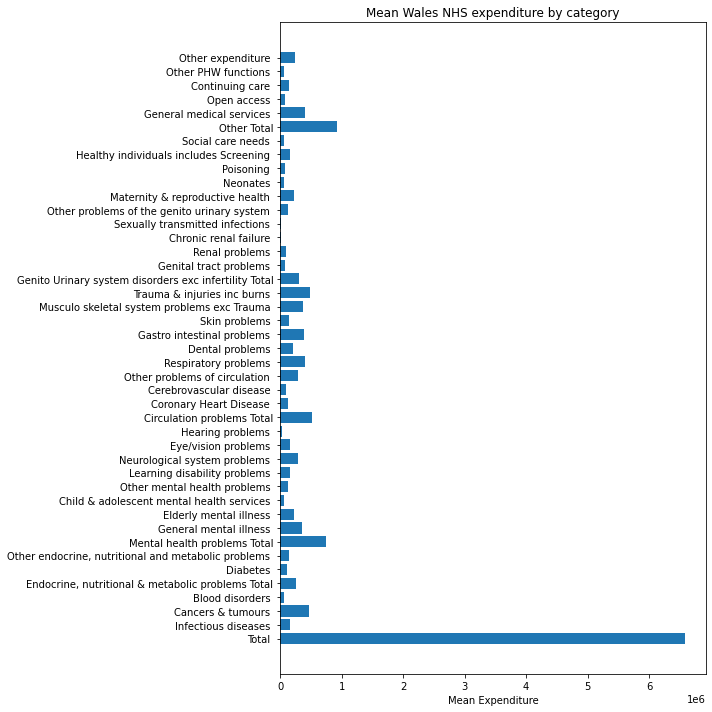 Mean Wales NHS expenditure by category
Other expenditure
Other PHW functions
Continuing care
Open access
General medical services
Other Total
Social care needs
Healthy individuals includes Screening
Poisoning
Neonates
Maternity & reproductive health
Other problems of the genito urinary system
Sexually transmitted infections
Chronic renal failure
Renal problems
Genital tract problems
Genito Urinary system disorders exc infertility Total
Trauma & injuries inc burns
Musculo skeletal system problems exc Trauma
Skin problems
Gastro intestinal problems
Dental problems
Respiratory problems
Other problems of circulation
Cerebrovascular disease
Coronary Heart Disease
Circulation problems Total
Hearing problems
Eye/vision problems
Neurological system problems
Learning disability problems
Other mental health problems
Child & adolescent mental health services
Elderly mental illness
General mental illness
Mental health problems Total
Other endocrine, nutritional and metabolic problems
Diabetes
Endocrine, nutritional & metabolic problems Total
Blood disorders
Cancers & tumours
Infectious diseases
Total
0 1 2 3 4 5 6
Mean Expenditure 1e6